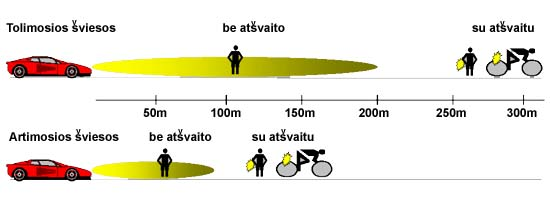 Tolimosios šviesos be atšvaito su atšvaitu
50m 100m 150m 200m 250m 300m
Artimosios šviesos be atšvaito su atšvaitu